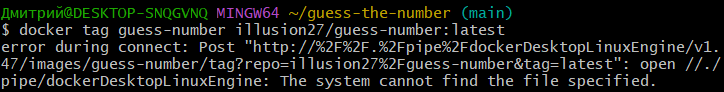 Дмитрий@DESKTOP-SNQGVNQ MINGW64 ~/guess-the-number (main)
$ docker tag guess-number illusion27/guess-number:latest
error during connect: Post "http://%2F%2F.%2Fpipe%2FdockerDesktopLinuxEngine/v1.
47/images/guess-number/tag?repo=illusion27%2Fguess-number&tag=latest": open //./
pipe/dockerDesktopLinuxEngine: The system cannot find the file specified.